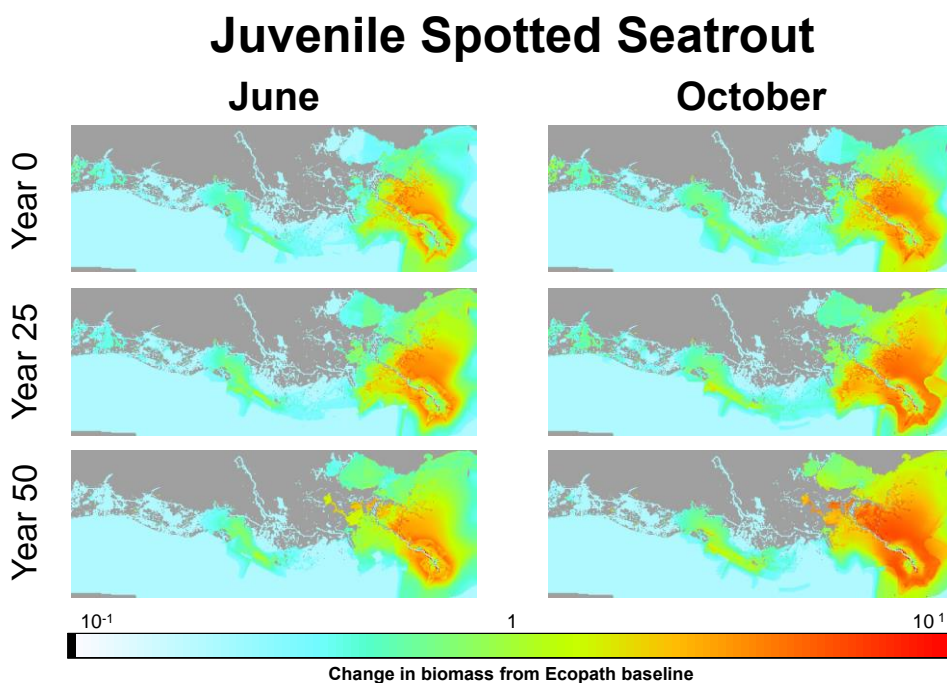 Juvenile Spotted Seatrout
June
October
Year 0
Year 25
Year 50
10-1
1
10 1
Change in biomass from Ecopath baseline